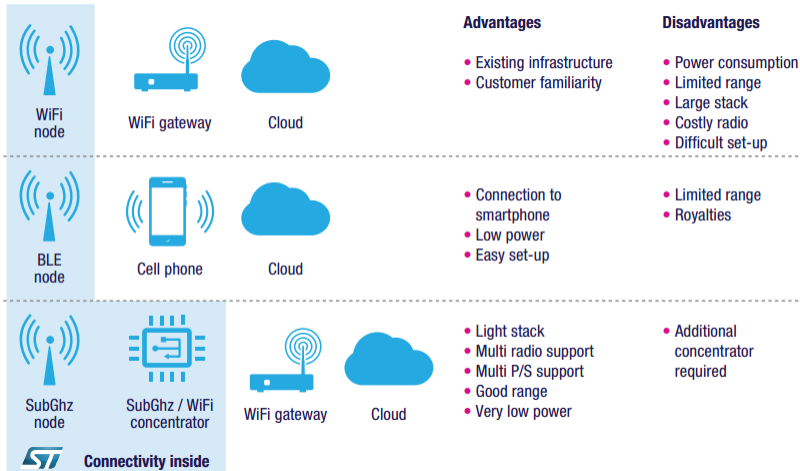 Advantages
Disadvantages
• Existing infrastructure
• Customer familiarity
• Power consumption
• Limited range
• Large stack
• Costly radio
• Difficult set-up
WiFi
node
WiFi gateway
Cloud
• Connection to
smartphone
• Low power
• Easy set-up
• Limited range
• Royalties
BLE
node
Cell phone
Cloud
• Light stack
• Multi radio support
• Multi P/S support
• Good range
• Very low power
• Additional
concentrator
required
SubGhz
node
SubGhz / WiFi
concentrator
WiFi gateway
Cloud
ST
Connectivity inside